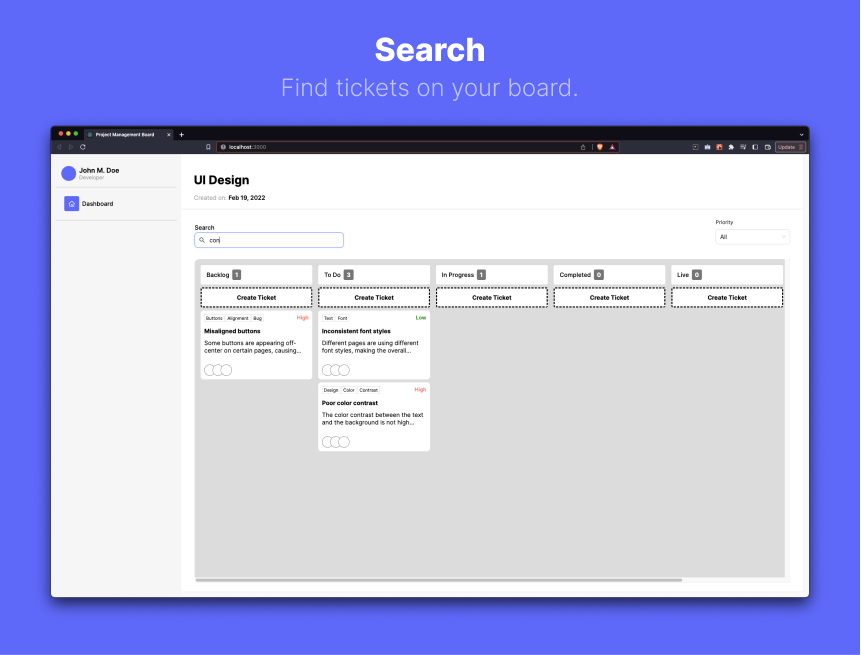 Search
Find tickets on your board.
Project Management Board
localhost:3000
Update
John M. Doe
Developer
Dashboard
UI Design
Created on: Feb 19, 2022
Search
con
Priority
All
Backlog 1
Create Ticket
Buttons Alignment Bug High
Misaligned buttons
Some buttons are appearing off-
center on certain pages, causing...
To Do 3
Create Ticket
Text Font Low
Inconsistent font styles
Different pages are using different
font styles, making the overall...
Design Color Contrast High
Poor color contrast
The color contrast between the text
and the background is not high...
In Progress 1
Create Ticket
Completed 0
Create Ticket
Live 0
Create Ticket